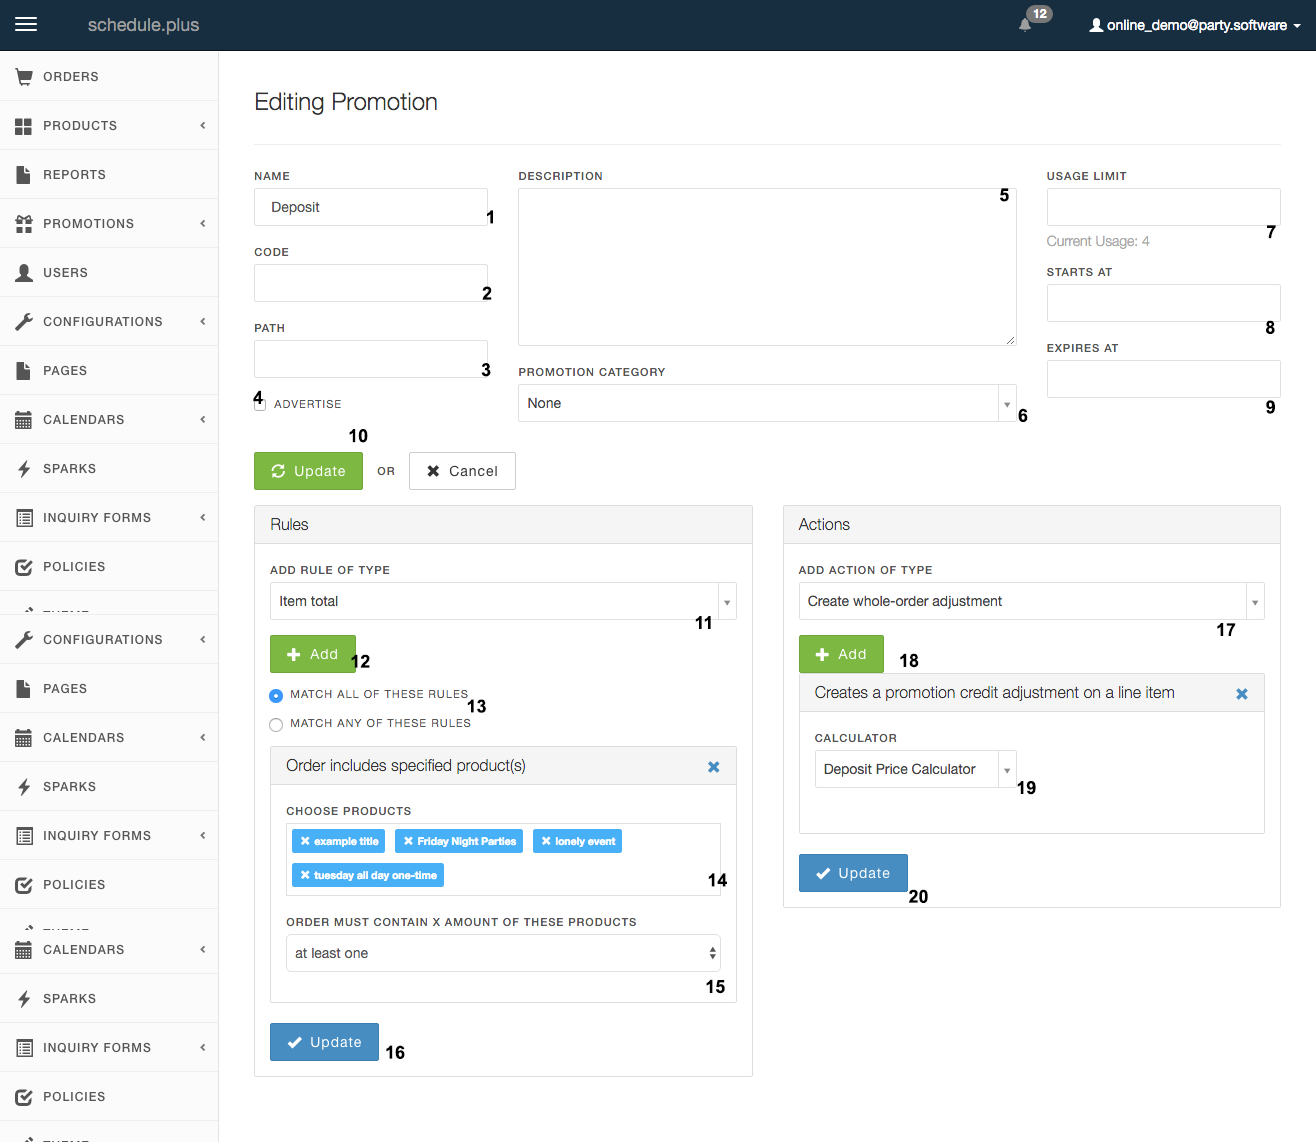 schedule.plus
12
online_demo@party.software
ORDERS
PRODUCTS
REPORTS
PROMOTIONS
USERS
CONFIGURATIONS
PAGES
CALENDARS
SPARKS
INQUIRY FORMS
POLICIES
CONFIGURATIONS
PAGES
CALENDARS
SPARKS
INQUIRY FORMS
POLICIES
CALENDARS
SPARKS
INQUIRY FORMS
POLICIES
Editing Promotion
NAME
Deposit
1
CODE
2
PATH
3
4
ADVERTISE
DESCRIPTION
5
PROMOTION CATEGORY
None
6
USAGE LIMIT
7
Current Usage: 4
STARTS AT
8
EXPIRES AT
9
10
Update OR Cancel
Rules
ADD RULE OF TYPE
Item total
11
Add
12
MATCH ALL OF THESE RULES
13
MATCH ANY OF THESE RULES
Order includes specified product(s)
CHOOSE PRODUCTS
example title Friday Night Parties lonely event
tuesday all day one-time
14
ORDER MUST CONTAIN X AMOUNT OF THESE PRODUCTS
at least one
15
Update
16
Actions
ADD ACTION OF TYPE
Create whole-order adjustment
17
Add
18
Creates a promotion credit adjustment on a line item
CALCULATOR
Deposit Price Calculator
19
Update
20